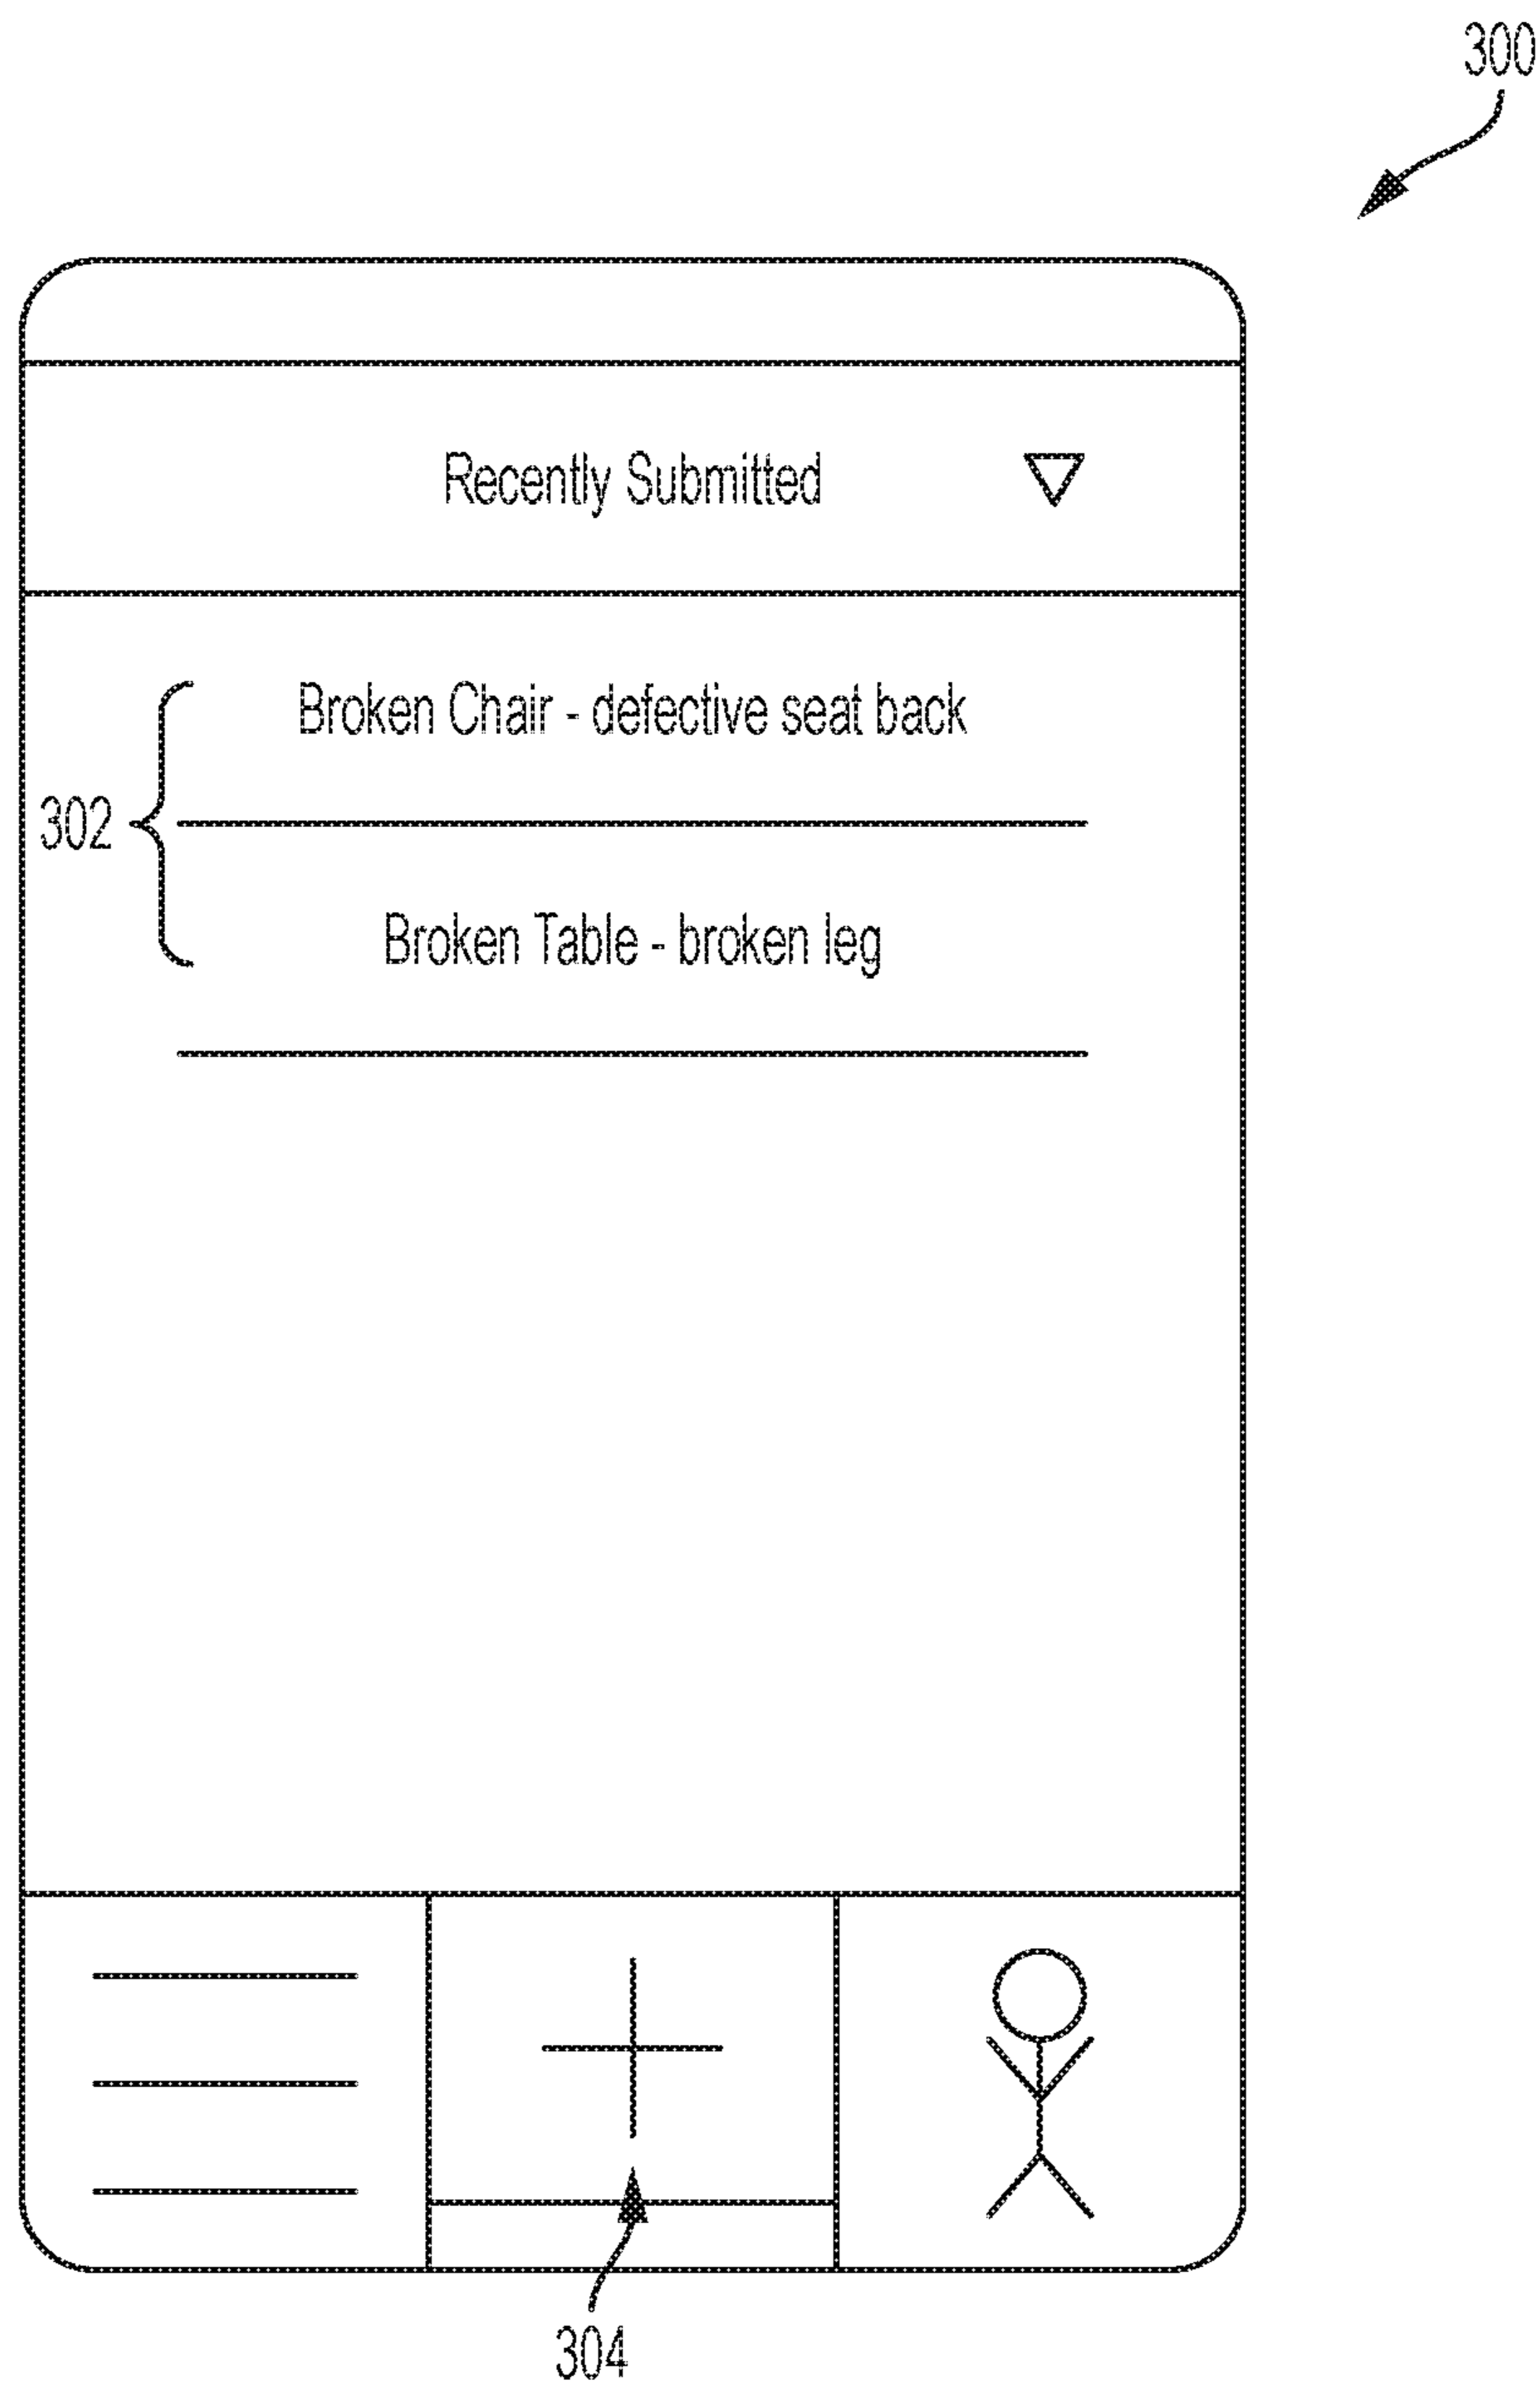 300
Recently Submitted
Broken Chair - defective seat back
302
Broken Table - broken leg
304